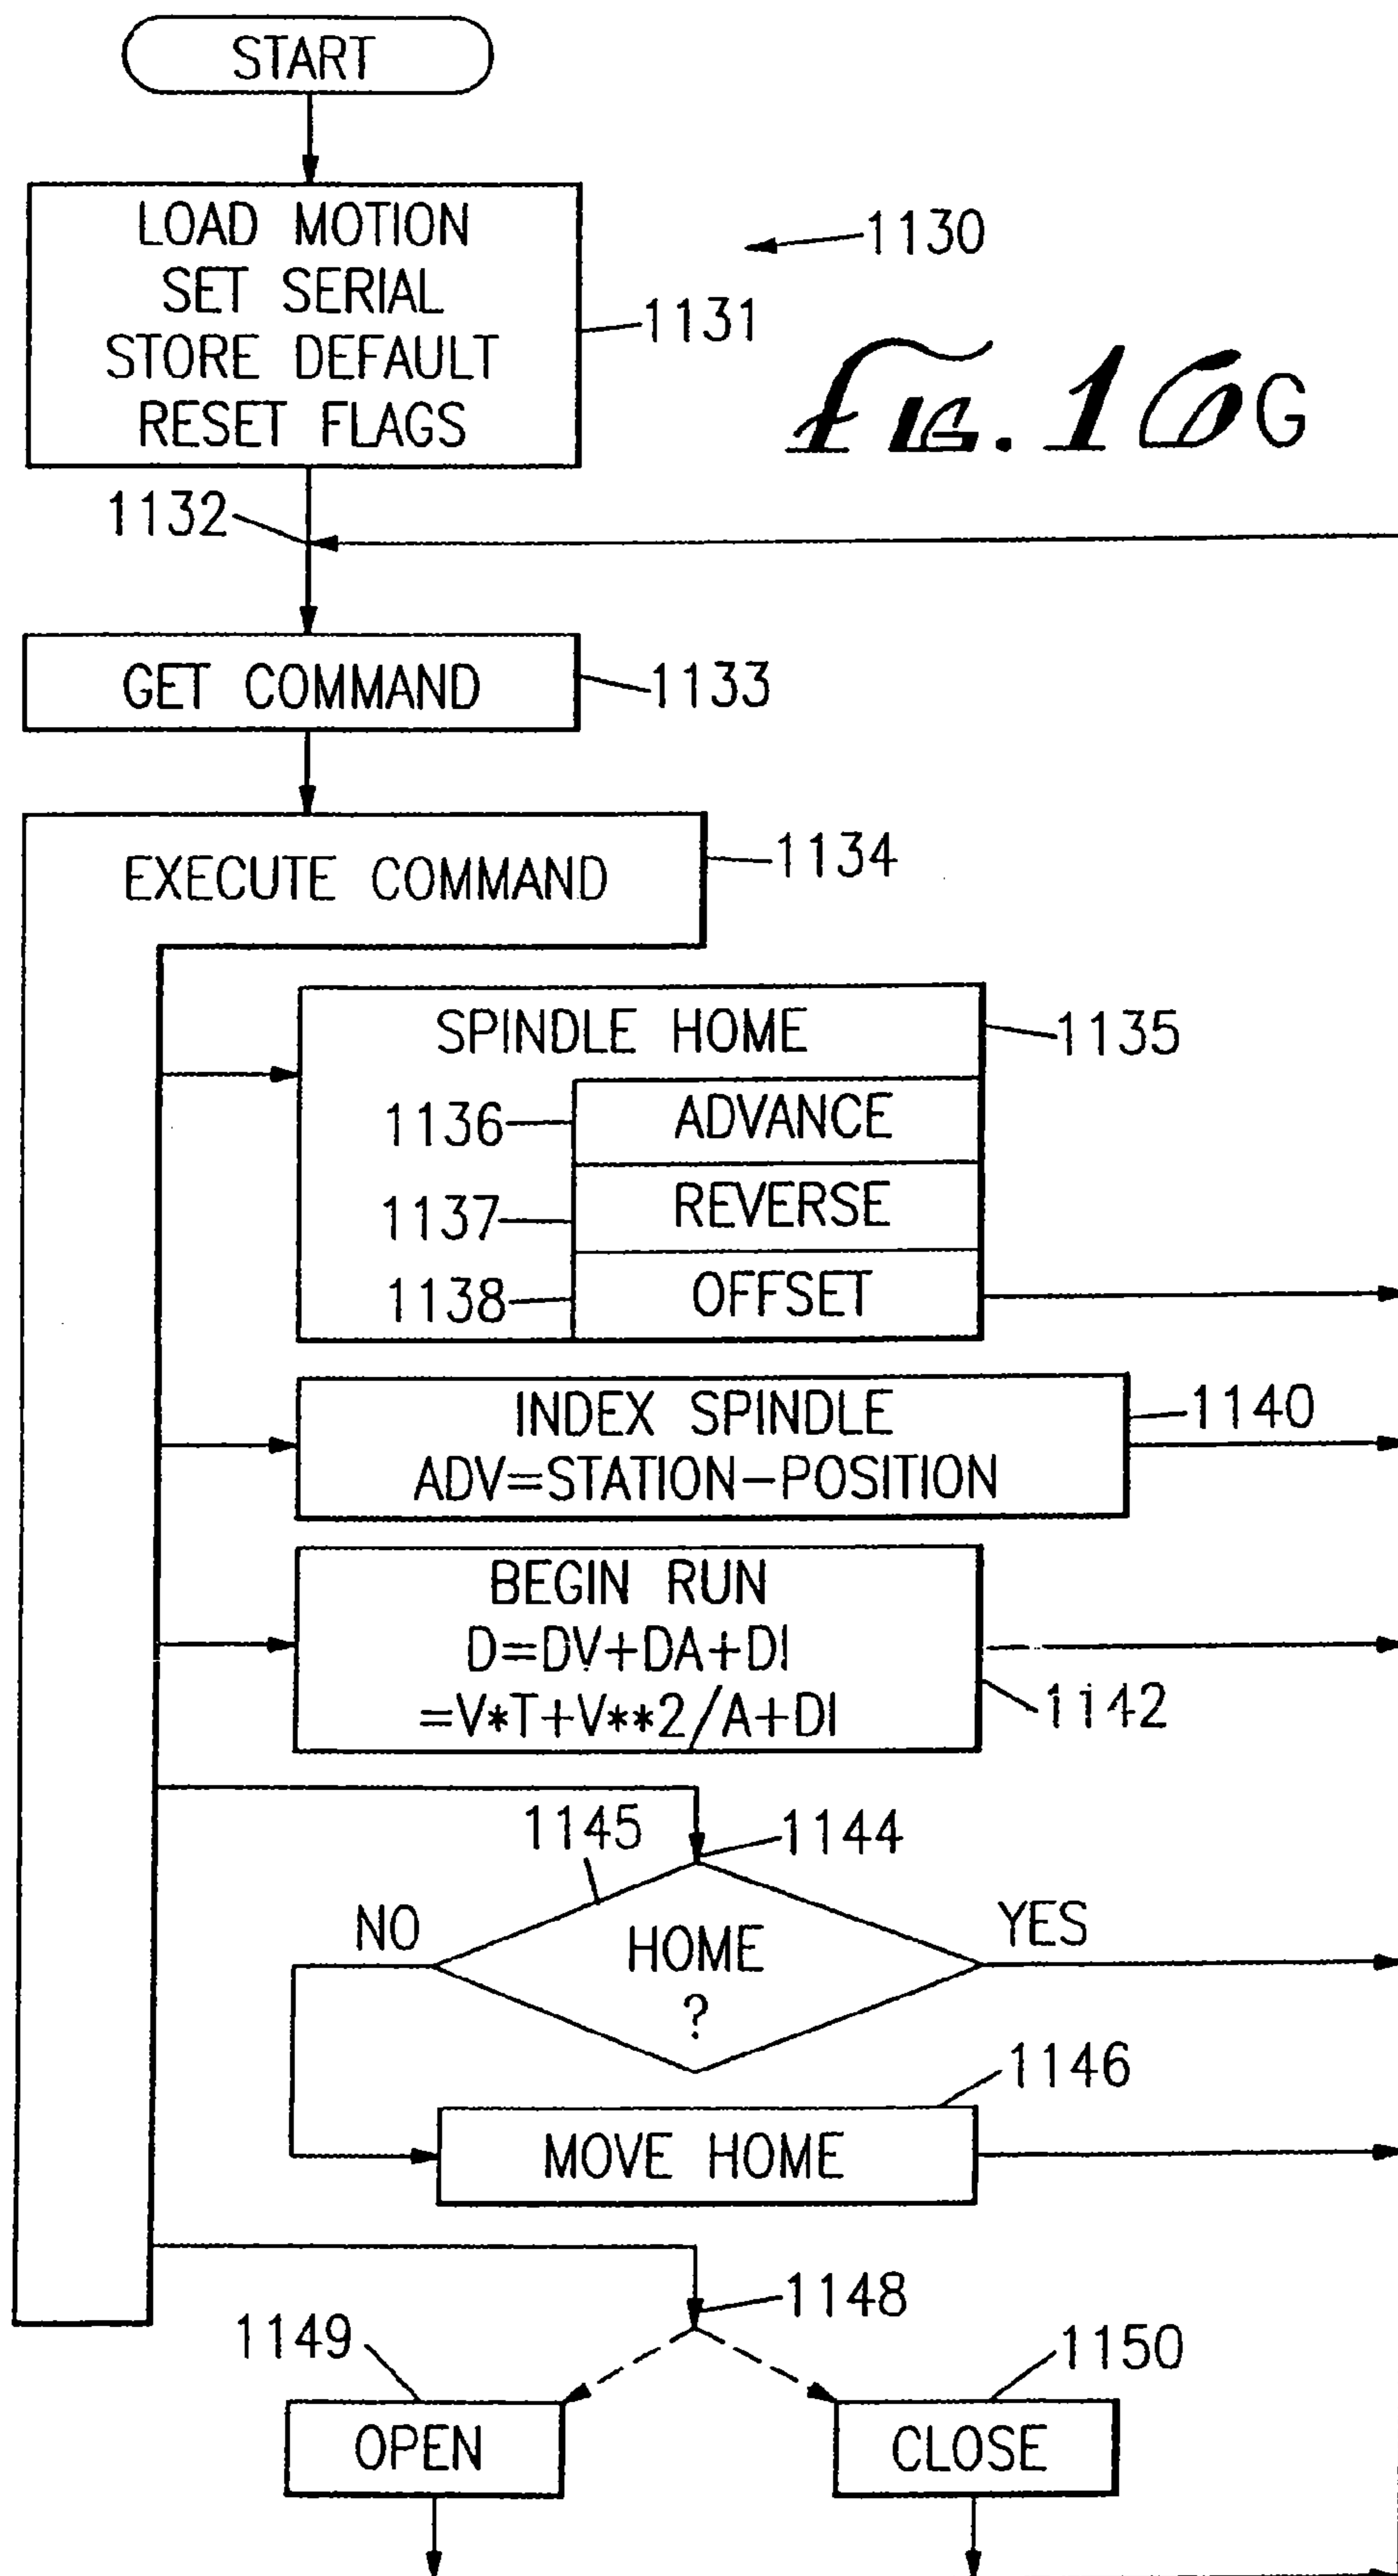 START
LOAD MOTION
SET SERIAL
STORE DEFAULT
RESET FLAGS
1130
1131
FIG. 16G
1132
GET COMMAND
1133
EXECUTE COMMAND
1134
SPINDLE HOME
1135
1136
ADVANCE
1137
REVERSE
1138
OFFSET
INDEX SPINDLE
ADV=STATION-POSITION
1140
BEGIN RUN
D=DV+DA+DI
=V*T+V**2/A+DI
1142
1145
1144
NO
HOME
?
YES
1146
MOVE HOME
1148
1149
1150
OPEN
CLOSE